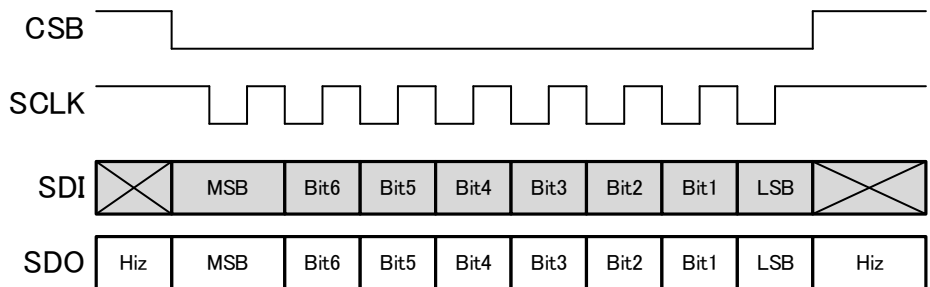 CSB
SCLK
SDI MSB Bit6 Bit5 Bit4 Bit3 Bit2 Bit1 LSB
SDO Hiz MSB Bit6 Bit5 Bit4 Bit3 Bit2 Bit1 LSB Hiz